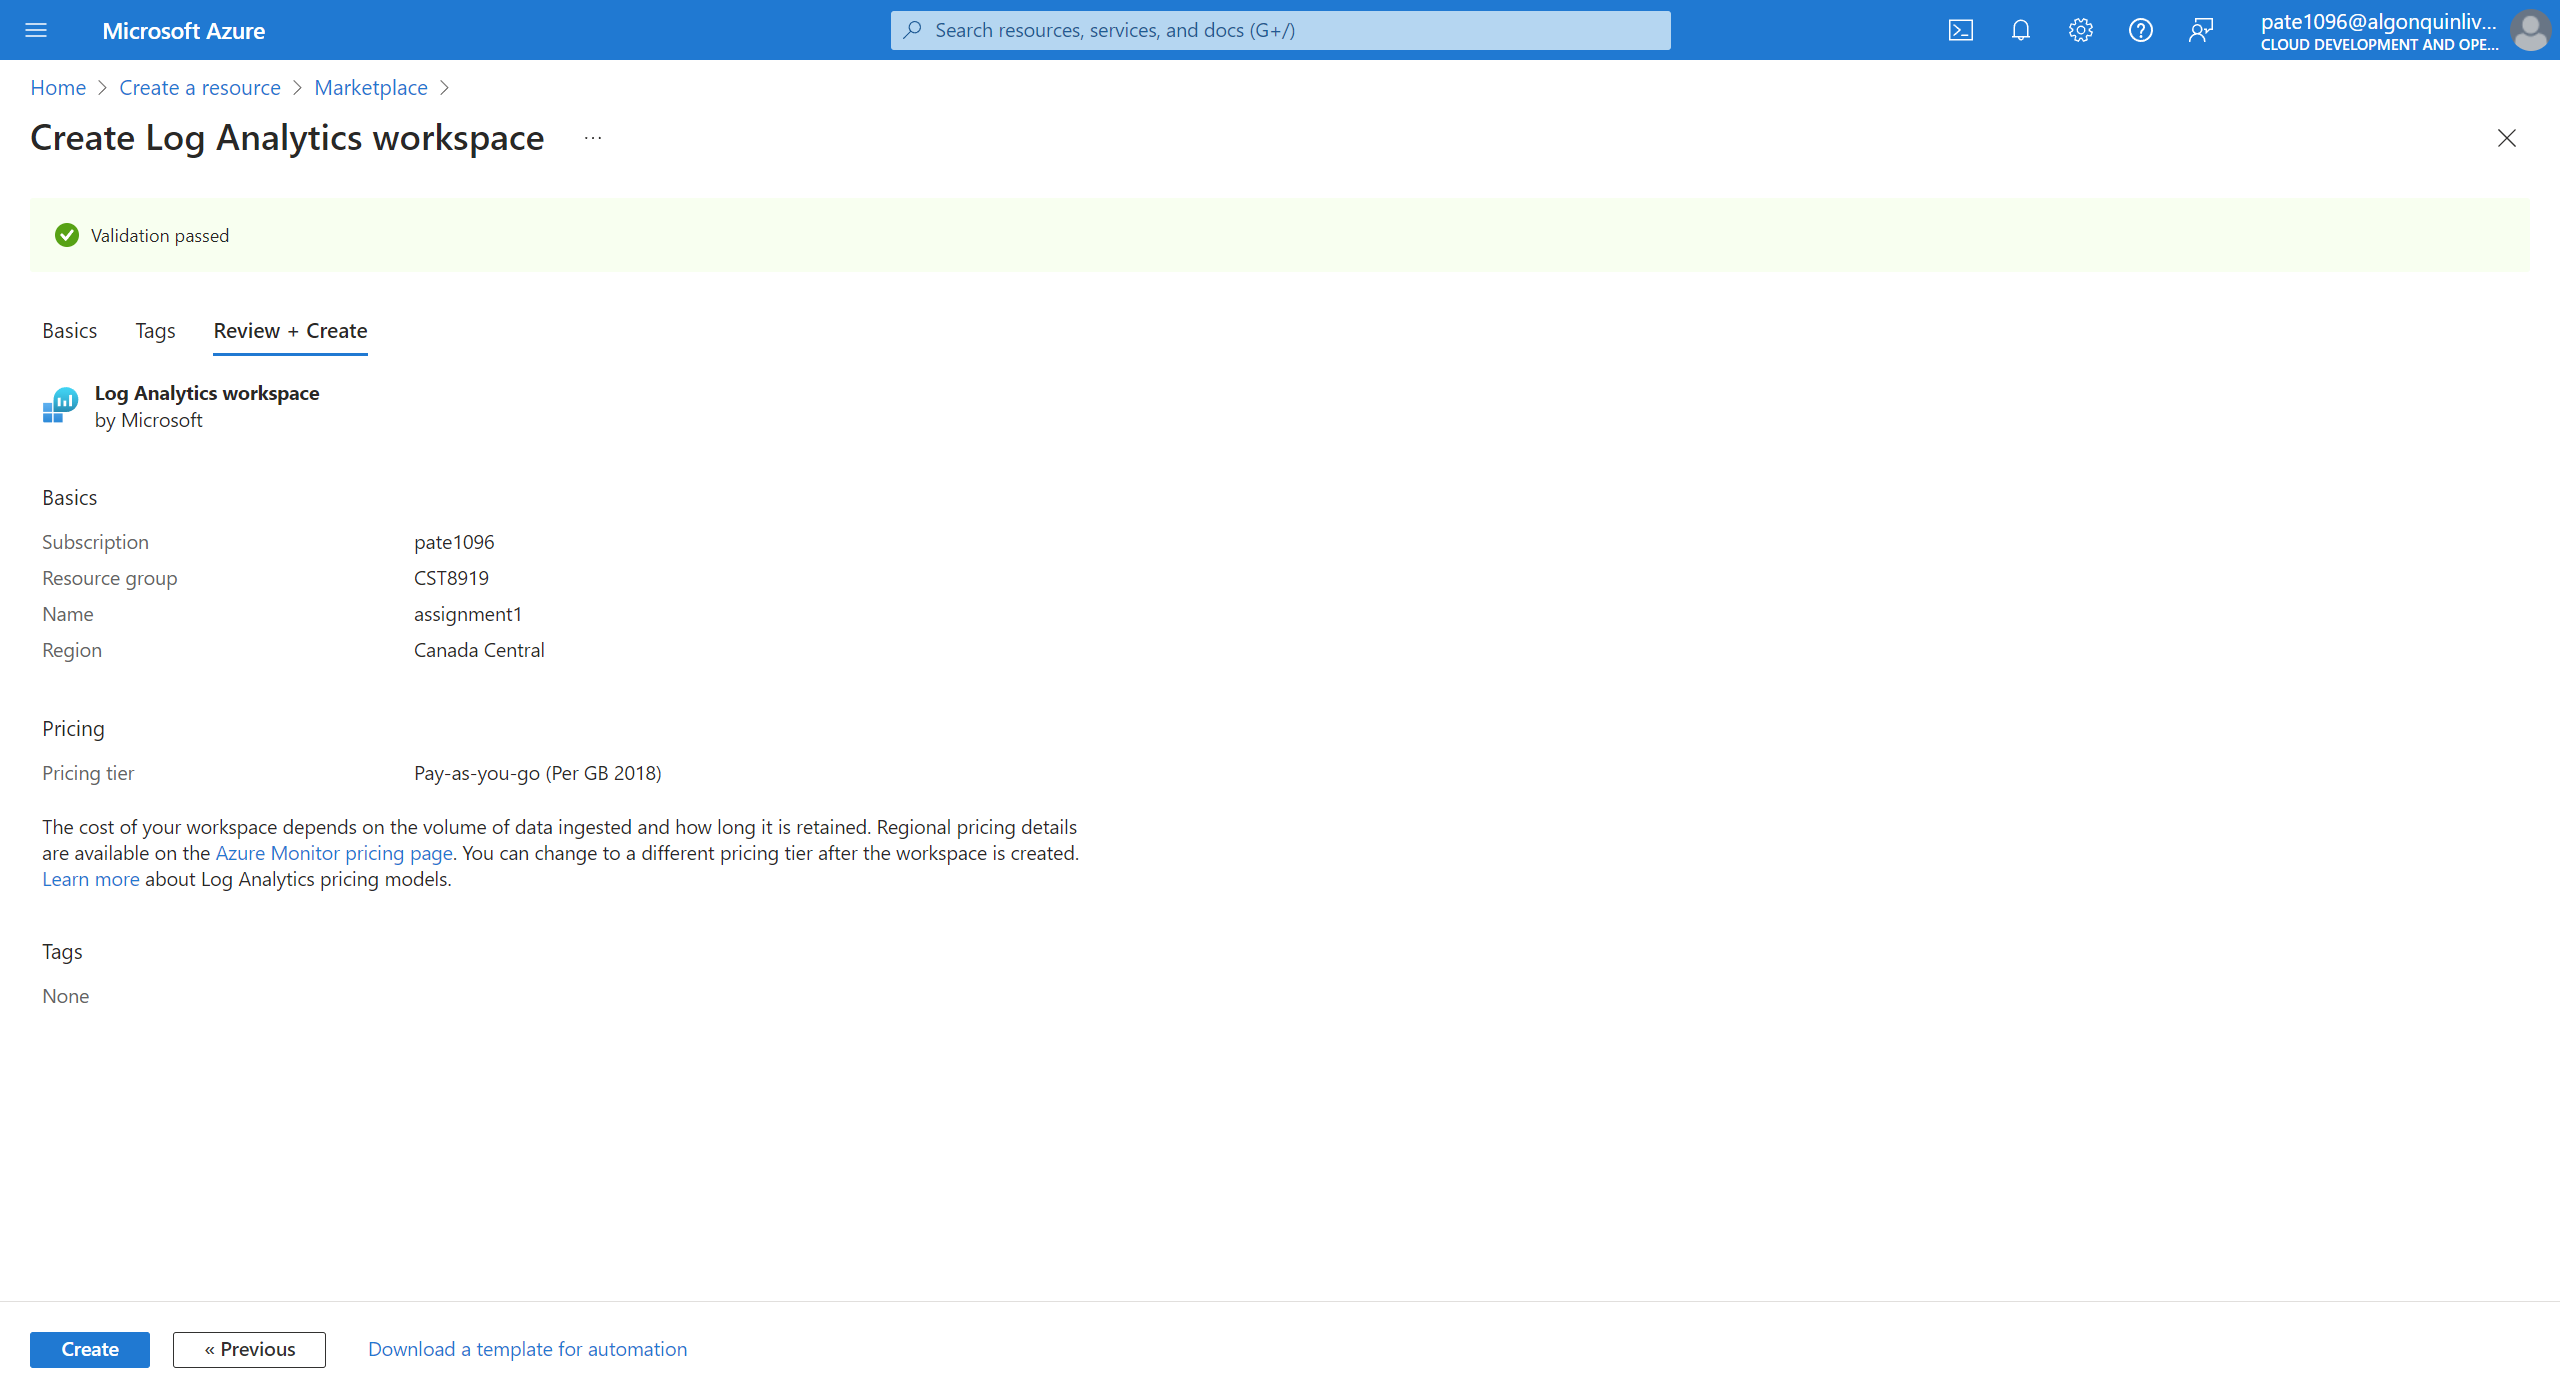 Microsoft Azure
Search resources, services, and docs (G+/)
pate1096@algonquinliv...
CLOUD DEVELOPMENT AND OPE...
Home > Create a resource > Marketplace >
Create Log Analytics workspace ...
Validation passed
Basics Tags Review + Create
Log Analytics workspace
by Microsoft
Basics
Subscription pate1096
Resource group CST8919
Name assignment1
Region Canada Central
Pricing
Pricing tier Pay-as-you-go (Per GB 2018)
The cost of your workspace depends on the volume of data ingested and how long it is retained. Regional pricing details
are available on the Azure Monitor pricing page. You can change to a different pricing tier after the workspace is created.
Learn more about Log Analytics pricing models.
Tags
None
Create « Previous Download a template for automation